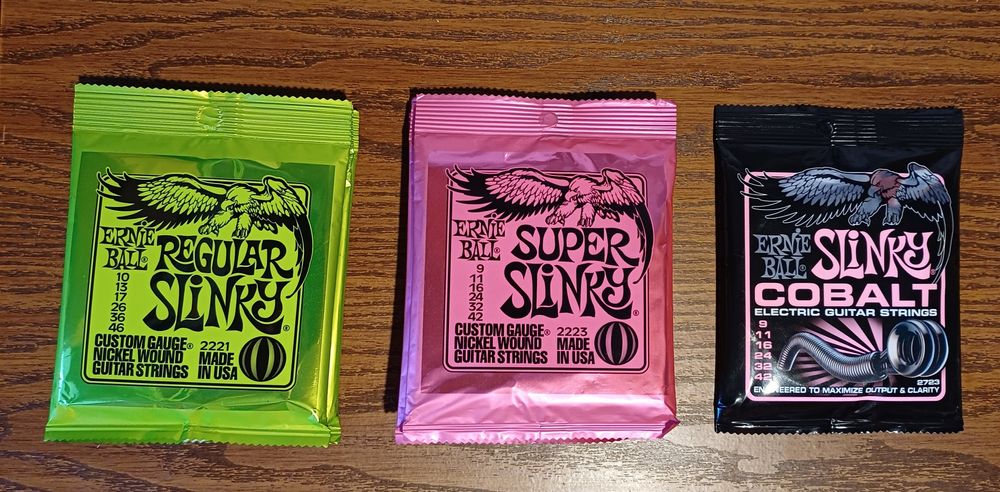 ERNIE
BALL®
REGULAR
SLINKY®
10
13
17
26
36
46
CUSTOM GAUGE®
NICKEL WOUND
GUITAR STRINGS
2221
MADE
IN USA
ERNIE
BALL®
SUPER
SLINKY®
9
11
16
24
32
42
CUSTOM GAUGE®
NICKEL WOUND
GUITAR STRINGS
2223
MADE
IN USA
ERNIE
BALL
SLINKY®
COBALT
ELECTRIC GUITAR STRINGS
9
11
16
24
32
42
2723
ENGINEERED TO MAXIMIZE OUTPUT & CLARITY